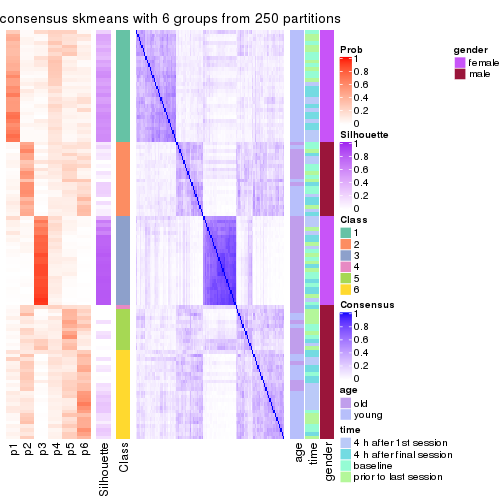 consensus skmeans with 6 groups from 250 partitions
Prob
1
0.8
0.6
0.4
0.2
0
gender
female
male
Silhouette
1
0.8
0.6
0.4
0.2
0
Class
1
2
3
4
5
6
Consensus
1
0.8
0.6
0.4
0.2
0
age
old
young
time
4 h after 1st session
4 h after final session
baseline
prior to last session
p1
p2
p3
p4
p5
p6
Silhouette
Class
age
time
gender